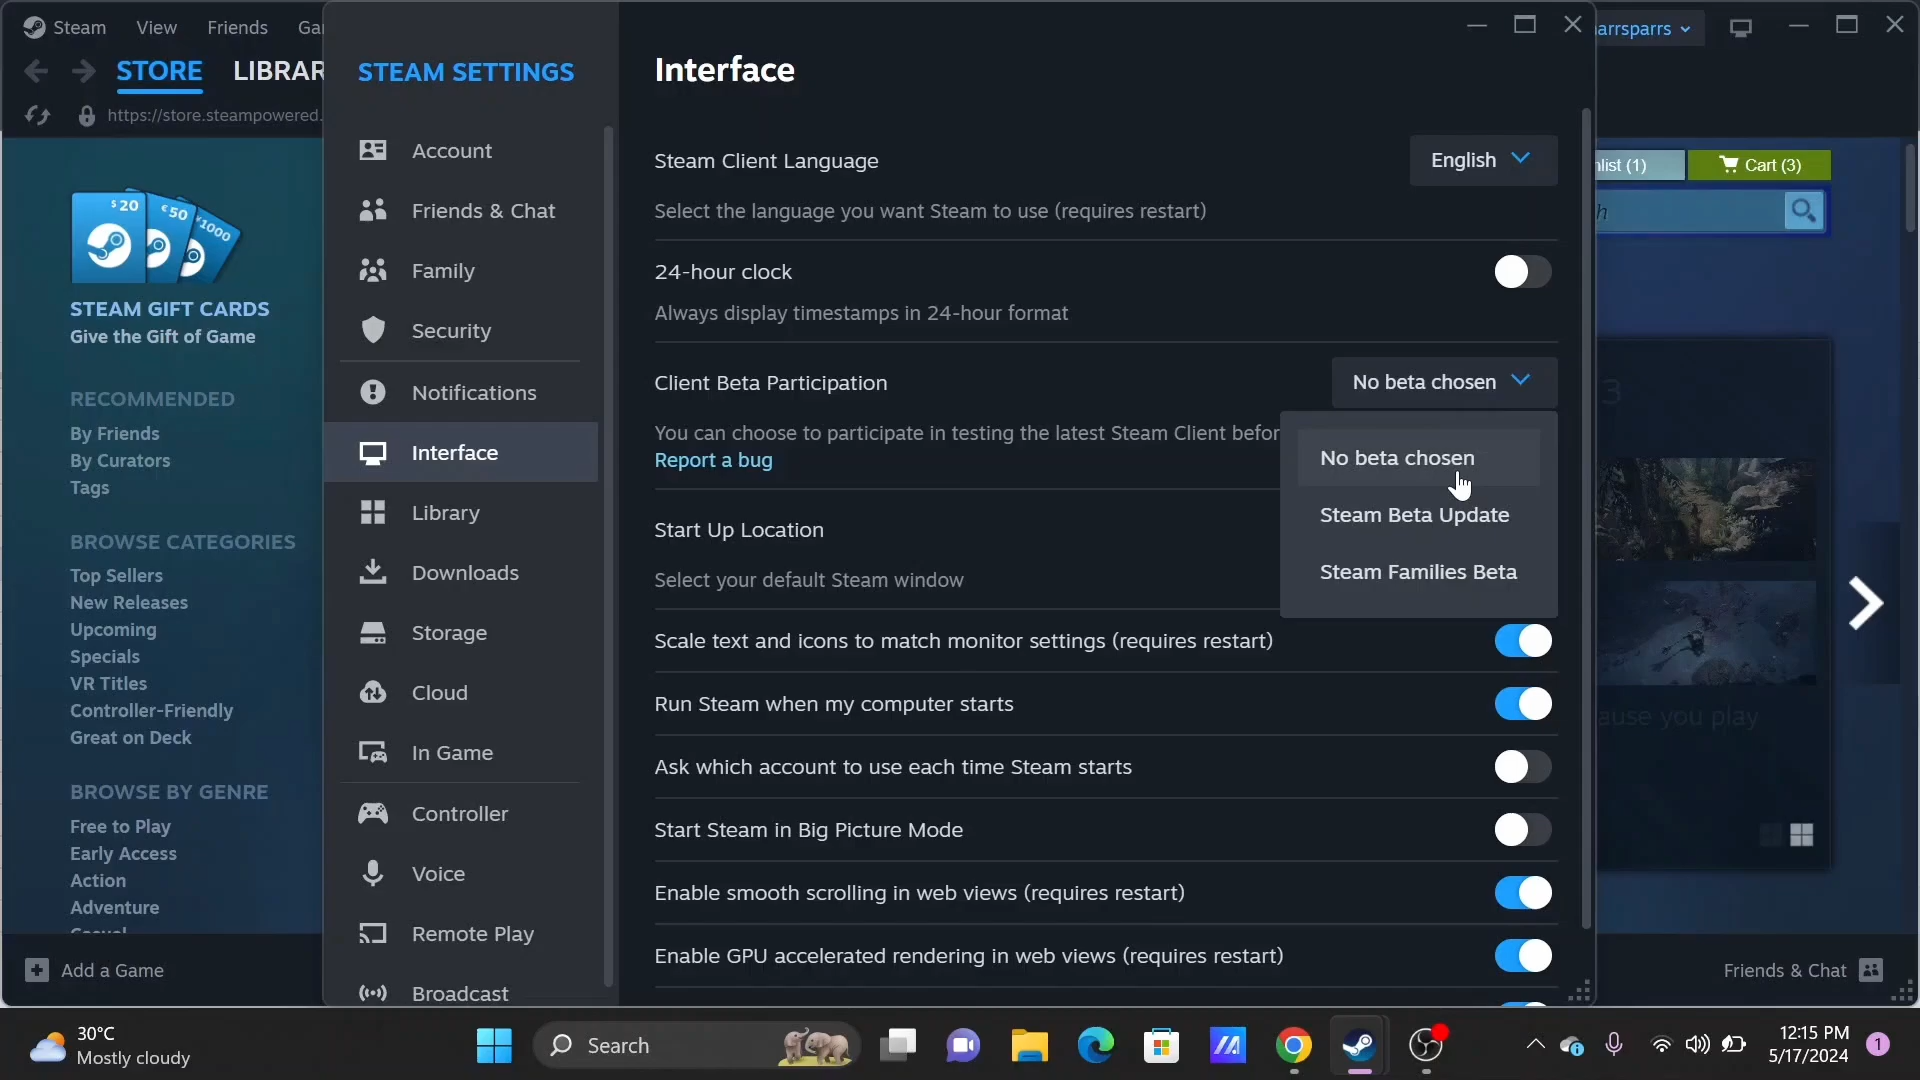 Steam View Friends Ga
arrsparrs
STORE LIBRAR
https://store.steampowered.
$20
€50
¥1000
STEAM GIFT CARDS
Give the Gift of Game
RECOMMENDED
By Friends
By Curators
Tags
BROWSE CATEGORIES
Top Sellers
New Releases
Upcoming
Specials
VR Titles
Controller-Friendly
Great on Deck
BROWSE BY GENRE
Free to Play
Early Access
Action
Adventure
Casual
Add a Game
STEAM SETTINGS
Account
Friends & Chat
Family
Security
Notifications
Interface
Library
Downloads
Storage
Cloud
In Game
Controller
Voice
Remote Play
Broadcast
Interface
Steam Client Language
English
Select the language you want Steam to use (requires restart)
24-hour clock
Always display timestamps in 24-hour format
Client Beta Participation
No beta chosen
You can choose to participate in testing the latest Steam Client befor
Report a bug
No beta chosen
Steam Beta Update
Steam Families Beta
Start Up Location
Select your default Steam window
Scale text and icons to match monitor settings (requires restart)
Run Steam when my computer starts
Ask which account to use each time Steam starts
Start Steam in Big Picture Mode
Enable smooth scrolling in web views (requires restart)
Enable GPU accelerated rendering in web views (requires restart)
hlist (1)
Cart (3)
h
3
ause you play
Friends & Chat
30°C
Mostly cloudy
Search
12:15 PM
5/17/2024
1